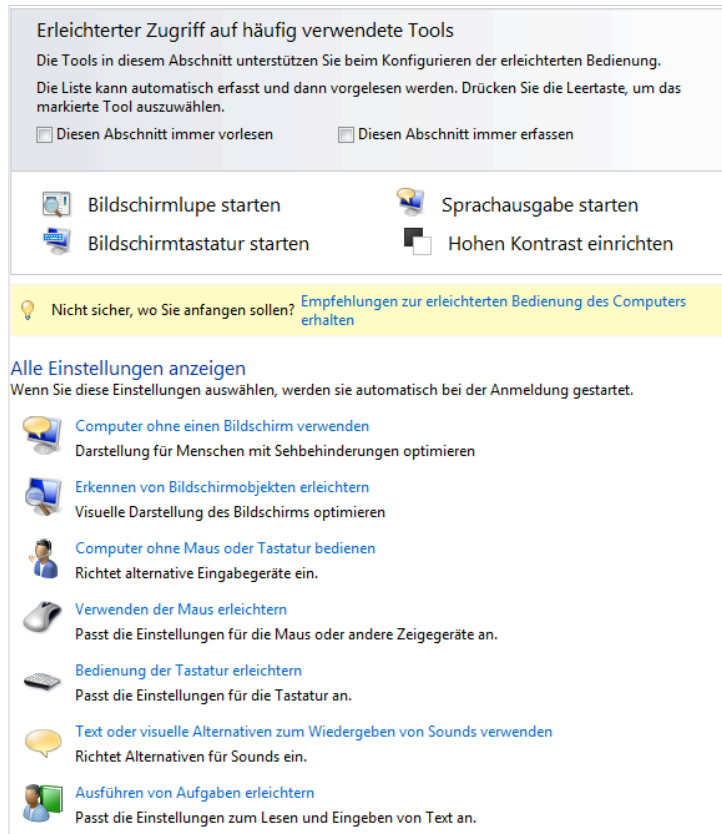 Erleichterter Zugriff auf häufig verwendete Tools
Die Tools in diesem Abschnitt unterstützen Sie beim Konfigurieren der erleichterten Bedienung.
Die Liste kann automatisch erfasst und dann vorgelesen werden. Drücken Sie die Leertaste, um das
markierte Tool auszuwählen.
Diesen Abschnitt immer vorlesen Diesen Abschnitt immer erfassen
Bildschirmlupe starten Sprachausgabe starten
Bildschirmtastatur starten Hohen Kontrast einrichten
Nicht sicher, wo Sie anfangen sollen? Empfehlungen zur erleichterten Bedienung des Computers
erhalten
Alle Einstellungen anzeigen
Wenn Sie diese Einstellungen auswählen, werden sie automatisch bei der Anmeldung gestartet.
Computer ohne einen Bildschirm verwenden
Darstellung für Menschen mit Sehbehinderungen optimieren
Erkennen von Bildschirmobjekten erleichtern
Visuelle Darstellung des Bildschirms optimieren
Computer ohne Maus oder Tastatur bedienen
Richtet alternative Eingabegeräte ein.
Verwenden der Maus erleichtern
Passt die Einstellungen für die Maus oder andere Zeigegeräte an.
Bedienung der Tastatur erleichtern
Passt die Einstellungen für die Tastatur an.
Text oder visuelle Alternativen zum Wiedergeben von Sounds verwenden
Richtet Alternativen für Sounds ein.
Ausführen von Aufgaben erleichtern
Passt die Einstellungen zum Lesen und Eingeben von Text an.